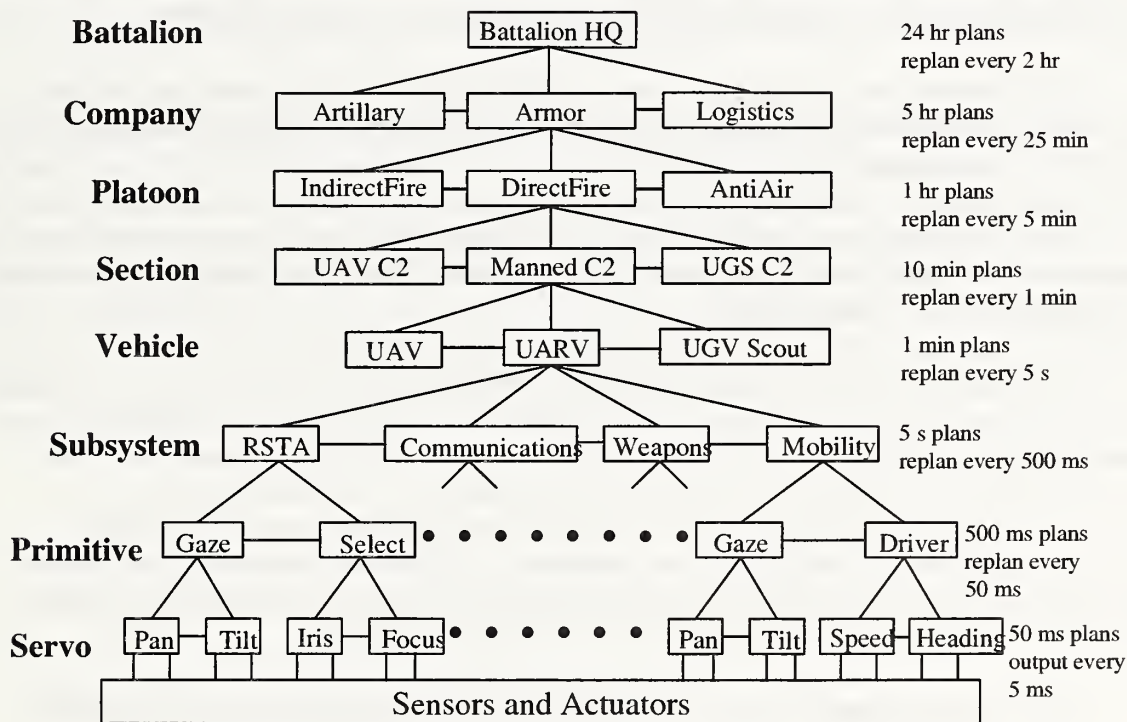 Battalion
Battalion HQ
24 hr plans
replan every 2 hr
Company
Artillary
Armor
Logistics
5 hr plans
replan every 25 min
Platoon
IndirectFire
DirectFire
AntiAir
1 hr plans
replan every 5 min
Section
UAV C2
Manned C2
UGS C2
10 min plans
replan every 1 min
Vehicle
UAV
UARV
UGV Scout
1 min plans
replan every 5 s
Subsystem
RSTA
Communications
Weapons
Mobility
5 s plans
replan every 500 ms
Primitive
Gaze
Select
Gaze
Driver
500 ms plans
replan every
50 ms
Servo
Pan
Tilt
Iris
Focus
Pan
Tilt
Speed
Heading
50 ms plans
output every
5 ms
Sensors and Actuators